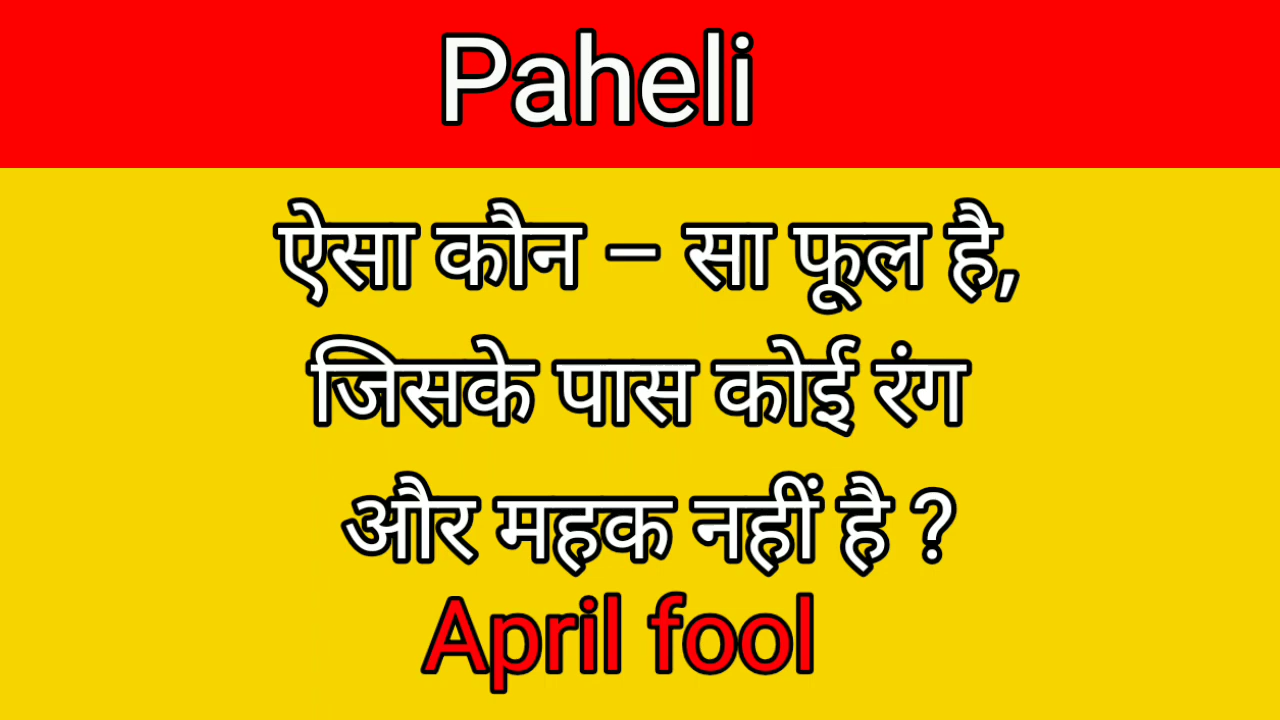 Paheli
ऐसा कौन – सा फूल है,
जिसके पास कोई रंग
और महक नहीं है ?
April fool